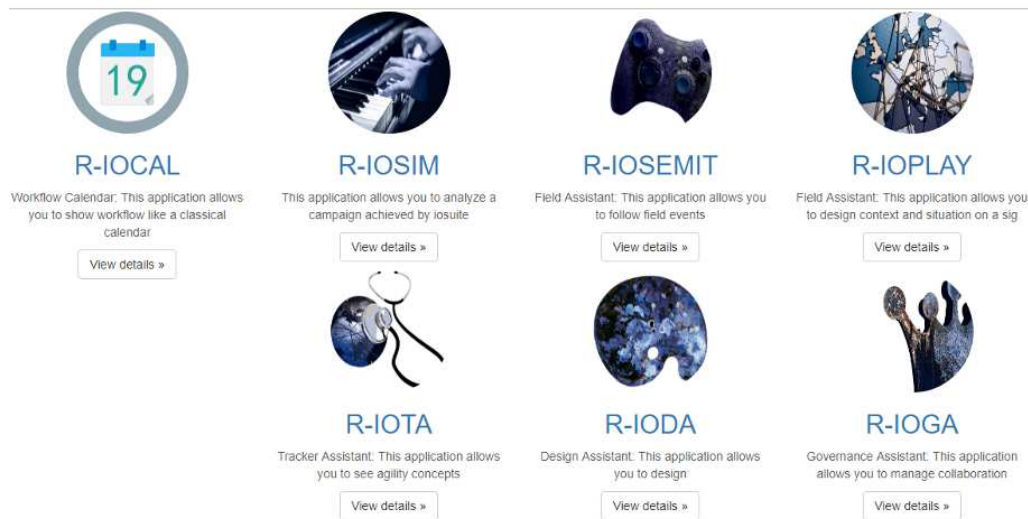 19
R-IOCAL
Workflow Calendar: This application allows
you to show workflow like a classical
calendar
View details »
R-IOSIM
This application allows you to analyze a
campaign achieved by iosuite
View details »
R-IOSEMIT
Field Assistant: This application allows you
to follow field events
View details »
R-IOPLAY
Field Assistant: This application allows you
to design context and situation on a sig
View details »
R-IOTA
Tracker Assistant: This application allows
you to see agility concepts
View details »
R-IODA
Design Assistant: This application allows
you to design
View details »
R-IOGA
Governance Assistant: This application
allows you to manage collaboration
View details »